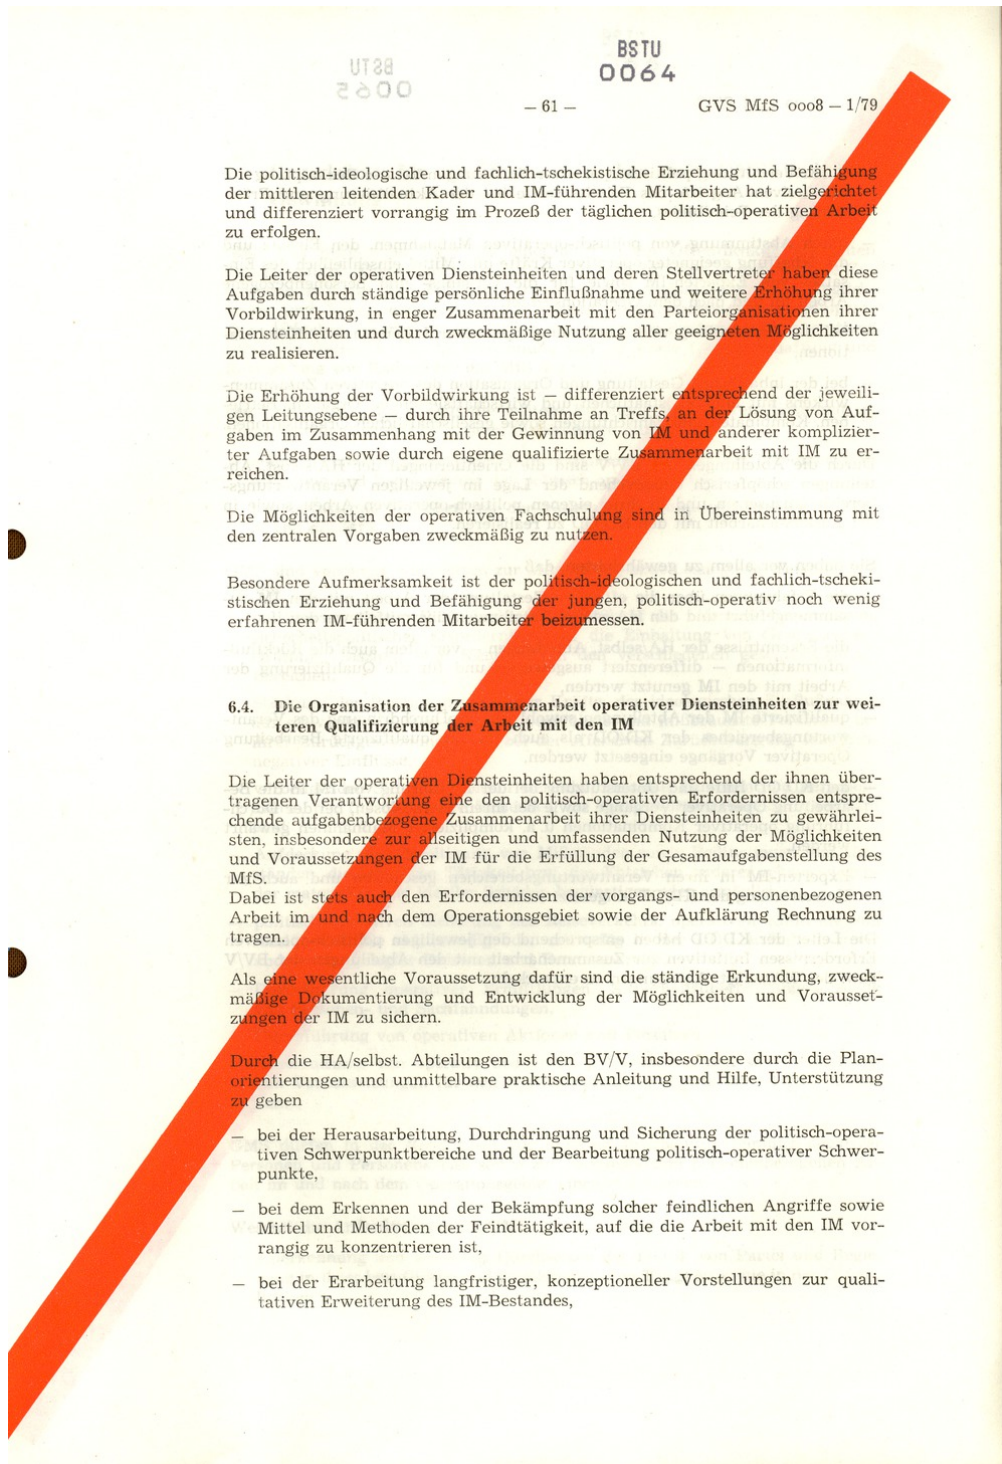 BSTU
0064
— 61 —
GVS MfS ooo8 — 1/79
Die politisch-ideologische und fachlich-tschekistische Erziehung und Befähigung
der mittleren leitenden Kader und IM-führenden Mitarbeiter hat zielgerichtet
und differenziert vorrangig im Prozeß der täglichen politisch-operativen Arbeit
zu erfolgen.
Die Leiter der operativen Diensteinheiten und deren Stellvertreter haben diese
Aufgaben durch ständige persönliche Einflußnahme und weitere Erhöhung ihrer
Vorbildwirkung, in enger Zusammenarbeit mit den Parteiorganisationen ihrer
Diensteinheiten und durch zweckmäßige Nutzung aller geeigneten Möglichkeiten
zu realisieren.
Die Erhöhung der Vorbildwirkung ist — differenziert entsprechend der jeweili-
gen Leitungsebene — durch ihre Teilnahme an Treffs, an der Lösung von Auf-
gaben im Zusammenhang mit der Gewinnung von IM und anderer komplizier-
ter Aufgaben sowie durch eigene qualifizierte Zusammenarbeit mit IM zu er-
reichen.
Die Möglichkeiten der operativen Fachschulung sind in Übereinstimmung mit
den zentralen Vorgaben zweckmäßig zu nutzen.
Besondere Aufmerksamkeit ist der politisch-ideologischen und fachlich-tscheki-
stischen Erziehung und Befähigung der jungen, politisch-operativ noch wenig
erfahrenen IM-führenden Mitarbeiter beizumessen.
6.4. Die Organisation der Zusammenarbeit operativer Diensteinheiten zur wei-
teren Qualifizierung der Arbeit mit den IM
Die Leiter der operativen Diensteinheiten haben entsprechend der ihnen über-
tragenen Verantwortung eine den politisch-operativen Erfordernissen entspre-
chende aufgabenbezogene Zusammenarbeit ihrer Diensteinheiten zu gewährlei-
sten, insbesondere zur allseitigen und umfassenden Nutzung der Möglichkeiten
und Voraussetzungen der IM für die Erfüllung der Gesamaufgabenstellung des
MfS.
Dabei ist stets auch den Erfordernissen der vorgangs- und personenbezogenen
Arbeit im und nach dem Operationsgebiet sowie der Aufklärung Rechnung zu
tragen.
Als eine wesentliche Voraussetzung dafür sind die ständige Erkundung, zweck-
mäßige Dokumentierung und Entwicklung der Möglichkeiten und Vorausset-
zungen der IM zu sichern.
Durch die HA/selbst. Abteilungen ist den BV/V, insbesondere durch die Plan-
orientierungen und unmittelbare praktische Anleitung und Hilfe, Unterstützung
zu geben
— bei der Herausarbeitung, Durchdringung und Sicherung der politisch-opera-
tiven Schwerpunktbereiche und der Bearbeitung politisch-operativer Schwer-
punkte,
— bei dem Erkennen und der Bekämpfung solcher feindlichen Angriffe sowie
Mittel und Methoden der Feindtätigkeit, auf die die Arbeit mit den IM vor-
rangig zu konzentrieren ist,
— bei der Erarbeitung langfristiger, konzeptioneller Vorstellungen zur quali-
tativen Erweiterung des IM-Bestandes,